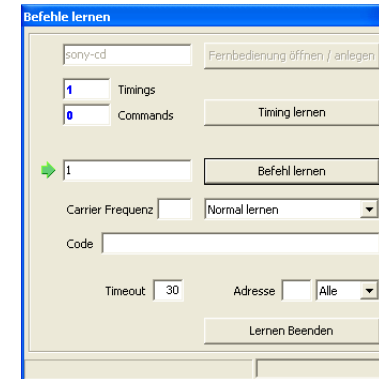 Befehle lernen
sony-cd Fernbedienung öffnen / anlegen
1 Timings
0 Commands Timing lernen
1 Befehl lernen
Carrier Frequenz Normal lernen
Code
Timeout 30 Adresse Alle
Lernen Beenden